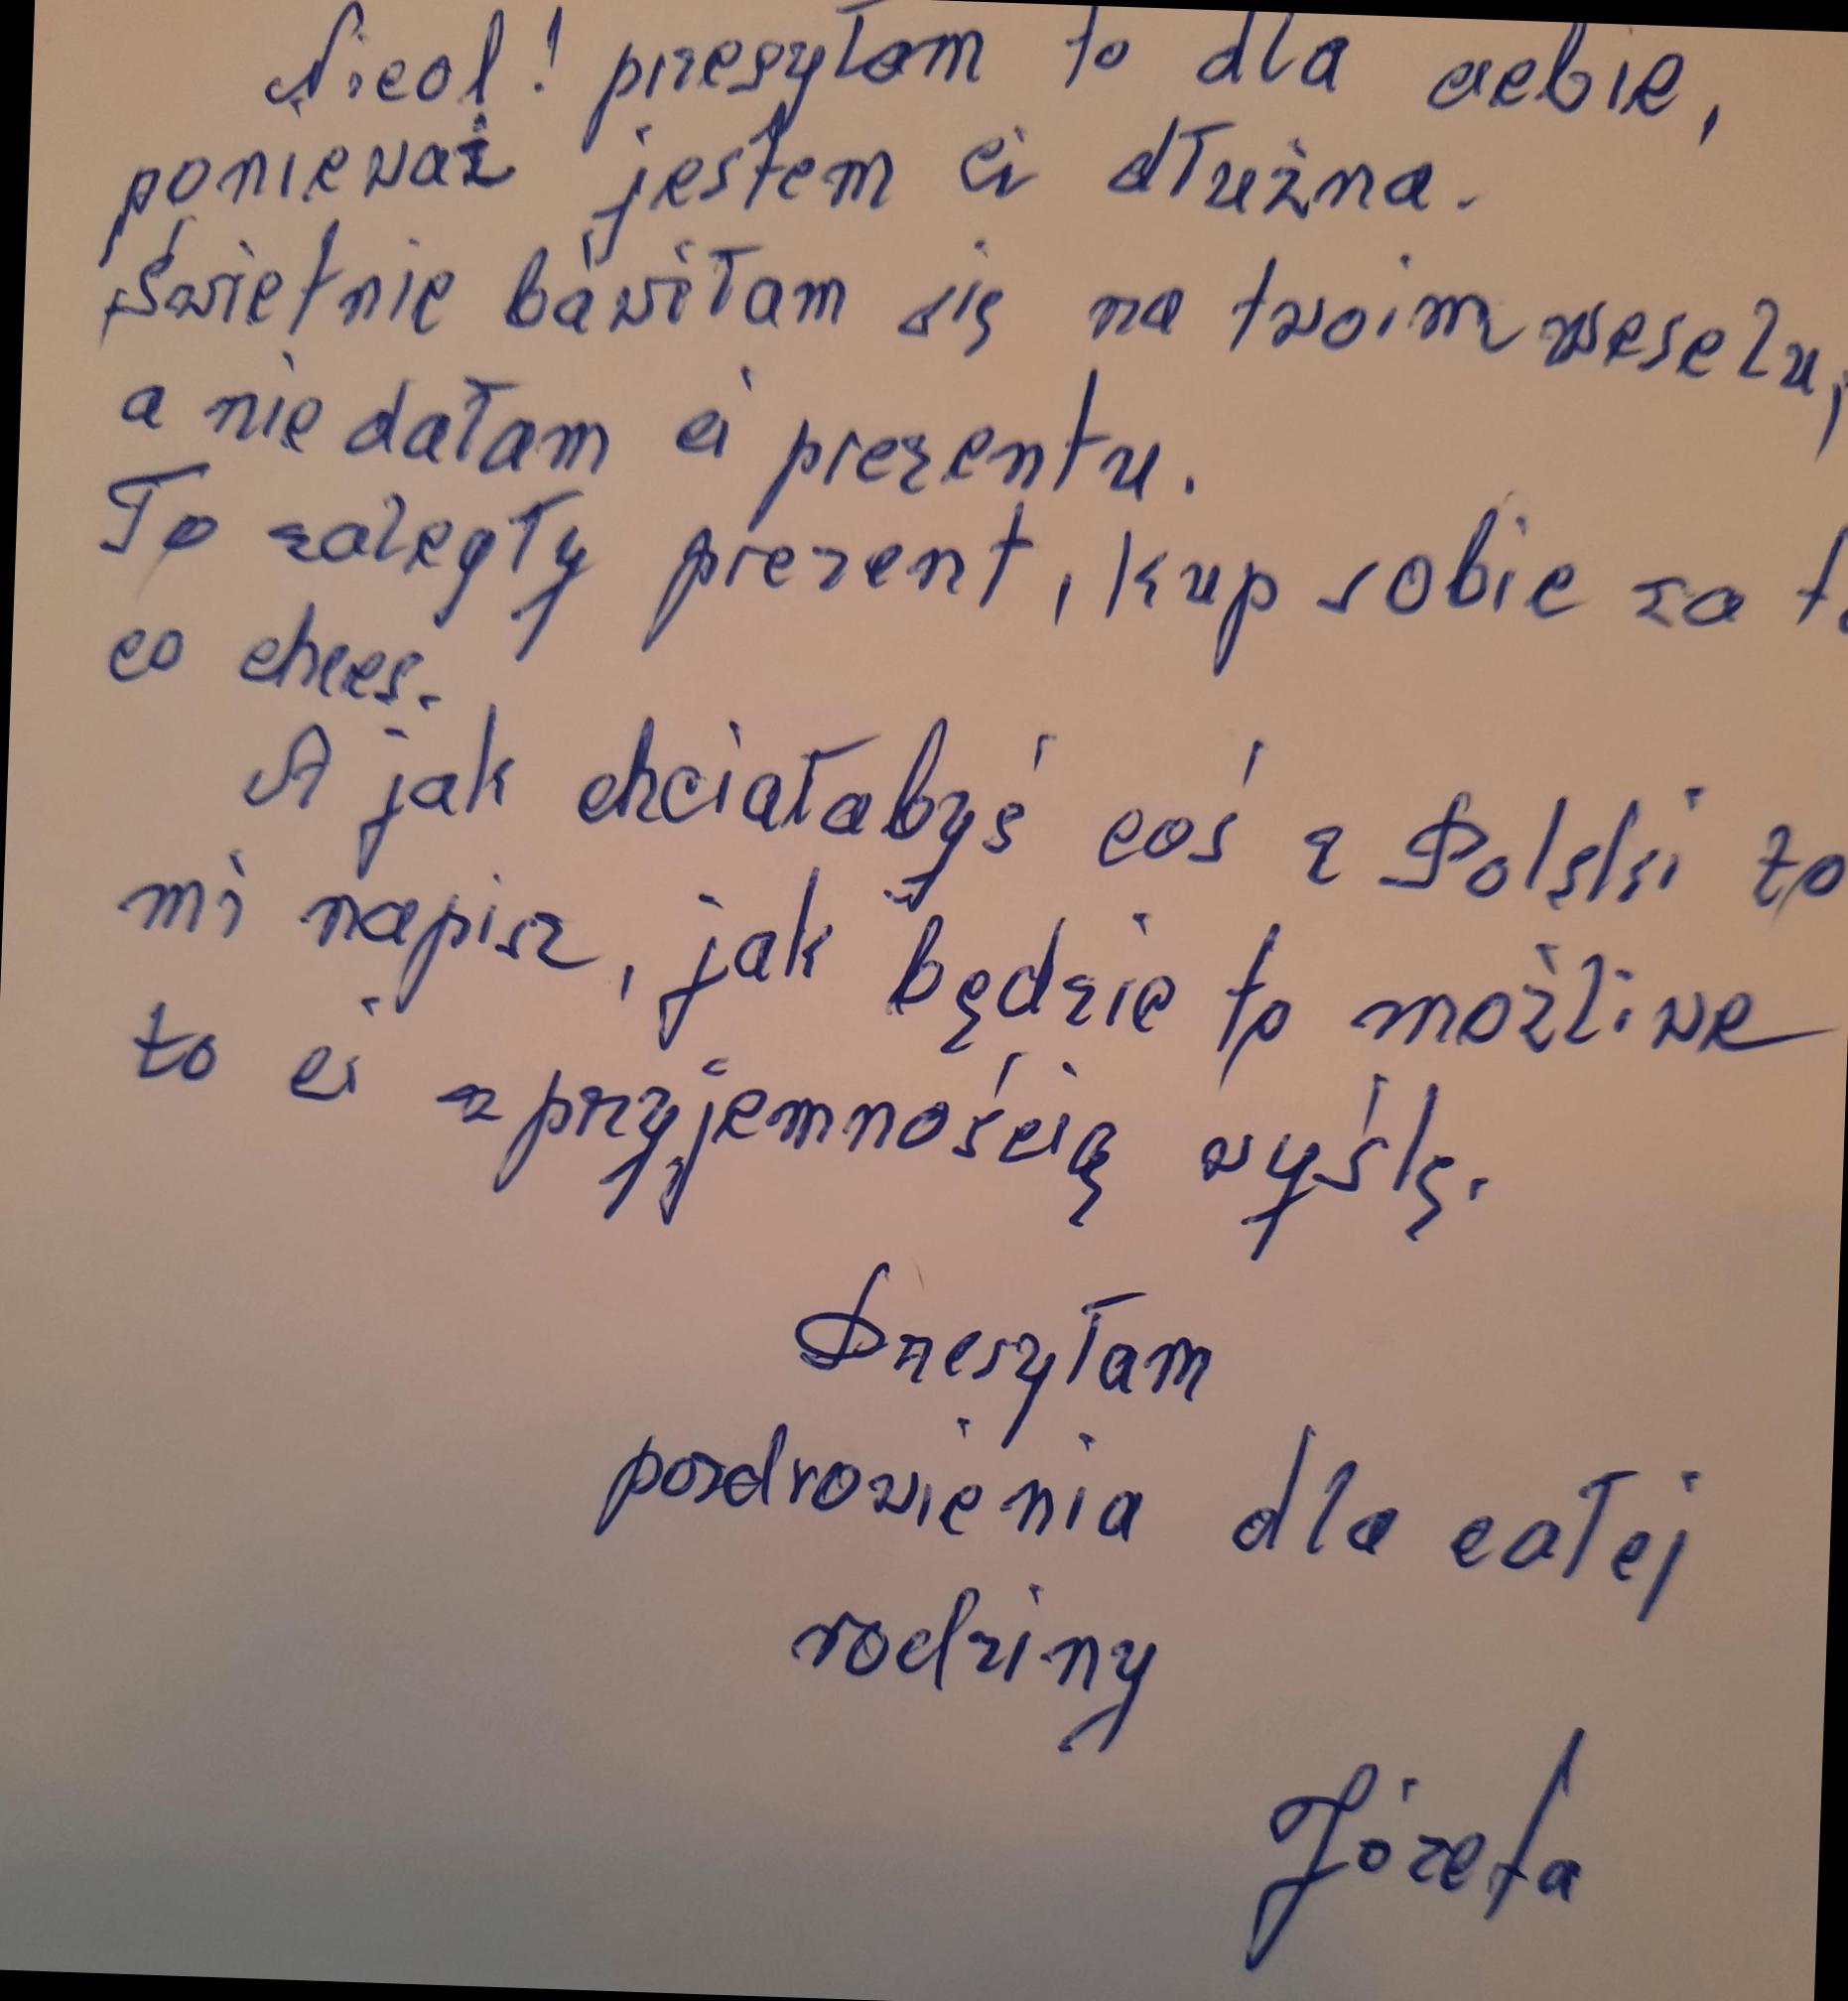 Nicol! przesyłam to dla ciebie,
ponieważ jestem ci dłużna.
Świetnie bawiłam się na twoim weselu,
a nie dałam ci prezentu.
To zaległy prezent, kup sobie za to
co chces.
A jak chciałabyś coś z Polski to
mi napisz, jak będzie to możliwe
to ci z przyjemnością wyślę.
Przesyłam
pozdrowienia dla całej
rodziny
Józefa